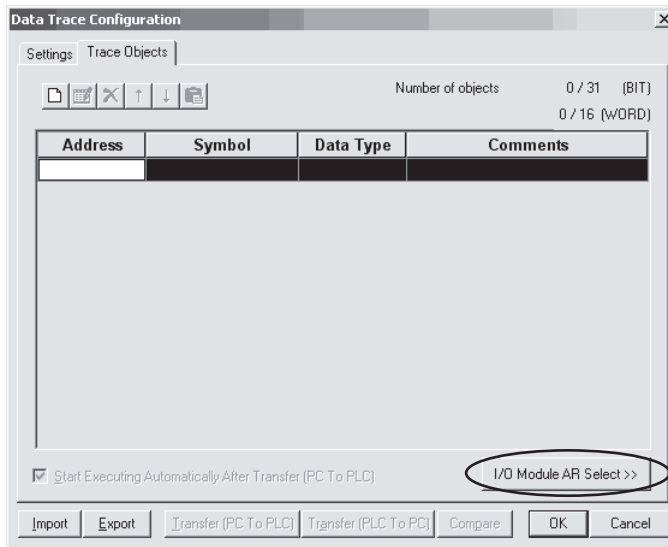 Data Trace Configuration
Settings Trace Objects
Number of objects 0 / 31 (BIT)
0 / 16 (WORD)
Address Symbol Data Type Comments
Start Executing Automatically After Transfer (PC To PLC)
I/O Module AR Select >>
Import Export Transfer (PC To PLC) Transfer (PLC To PC) Compare OK Cancel